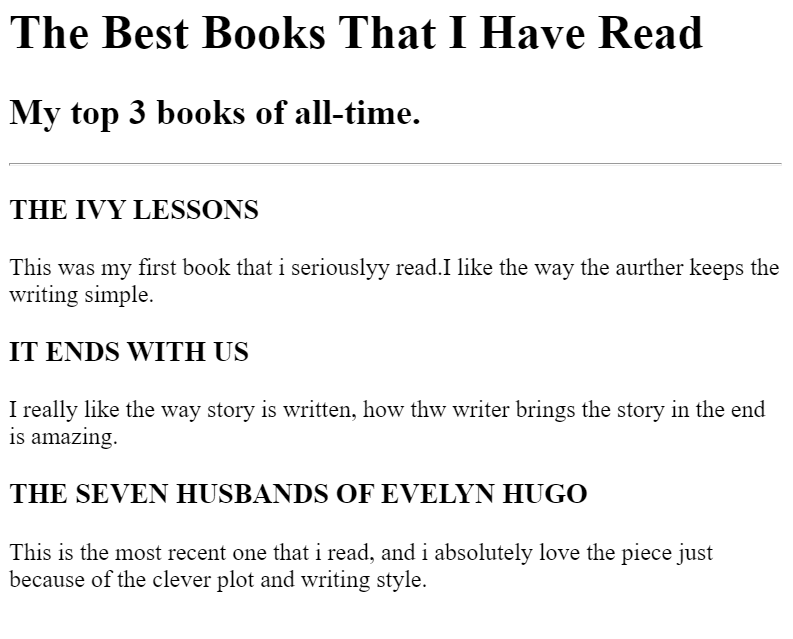 The Best Books That I Have Read
My top 3 books of all-time.
THE IVY LESSONS
This was my first book that i seriouslyy read.I like the way the aurther keeps the
writing simple.
IT ENDS WITH US
I really like the way story is written, how thw writer brings the story in the end
is amazing.
THE SEVEN HUSBANDS OF EVELYN HUGO
This is the most recent one that i read, and i absolutely love the piece just
because of the clever plot and writing style.